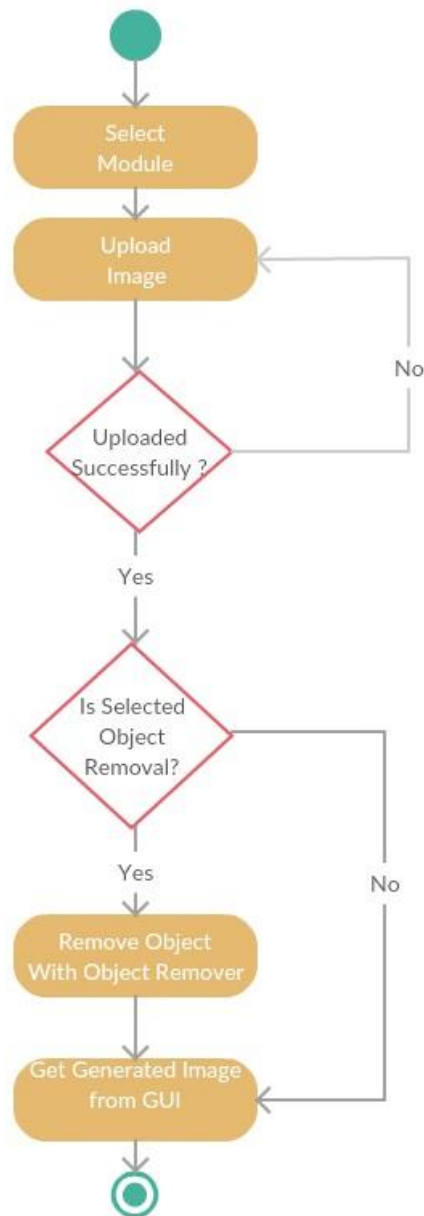 Select
Module
Upload
Image
No
Uploaded
Successfully ?
Yes
Is Selected
Object
Removal?
Yes
No
Remove Object
With Object Remover
Get Generated Image
from GUI